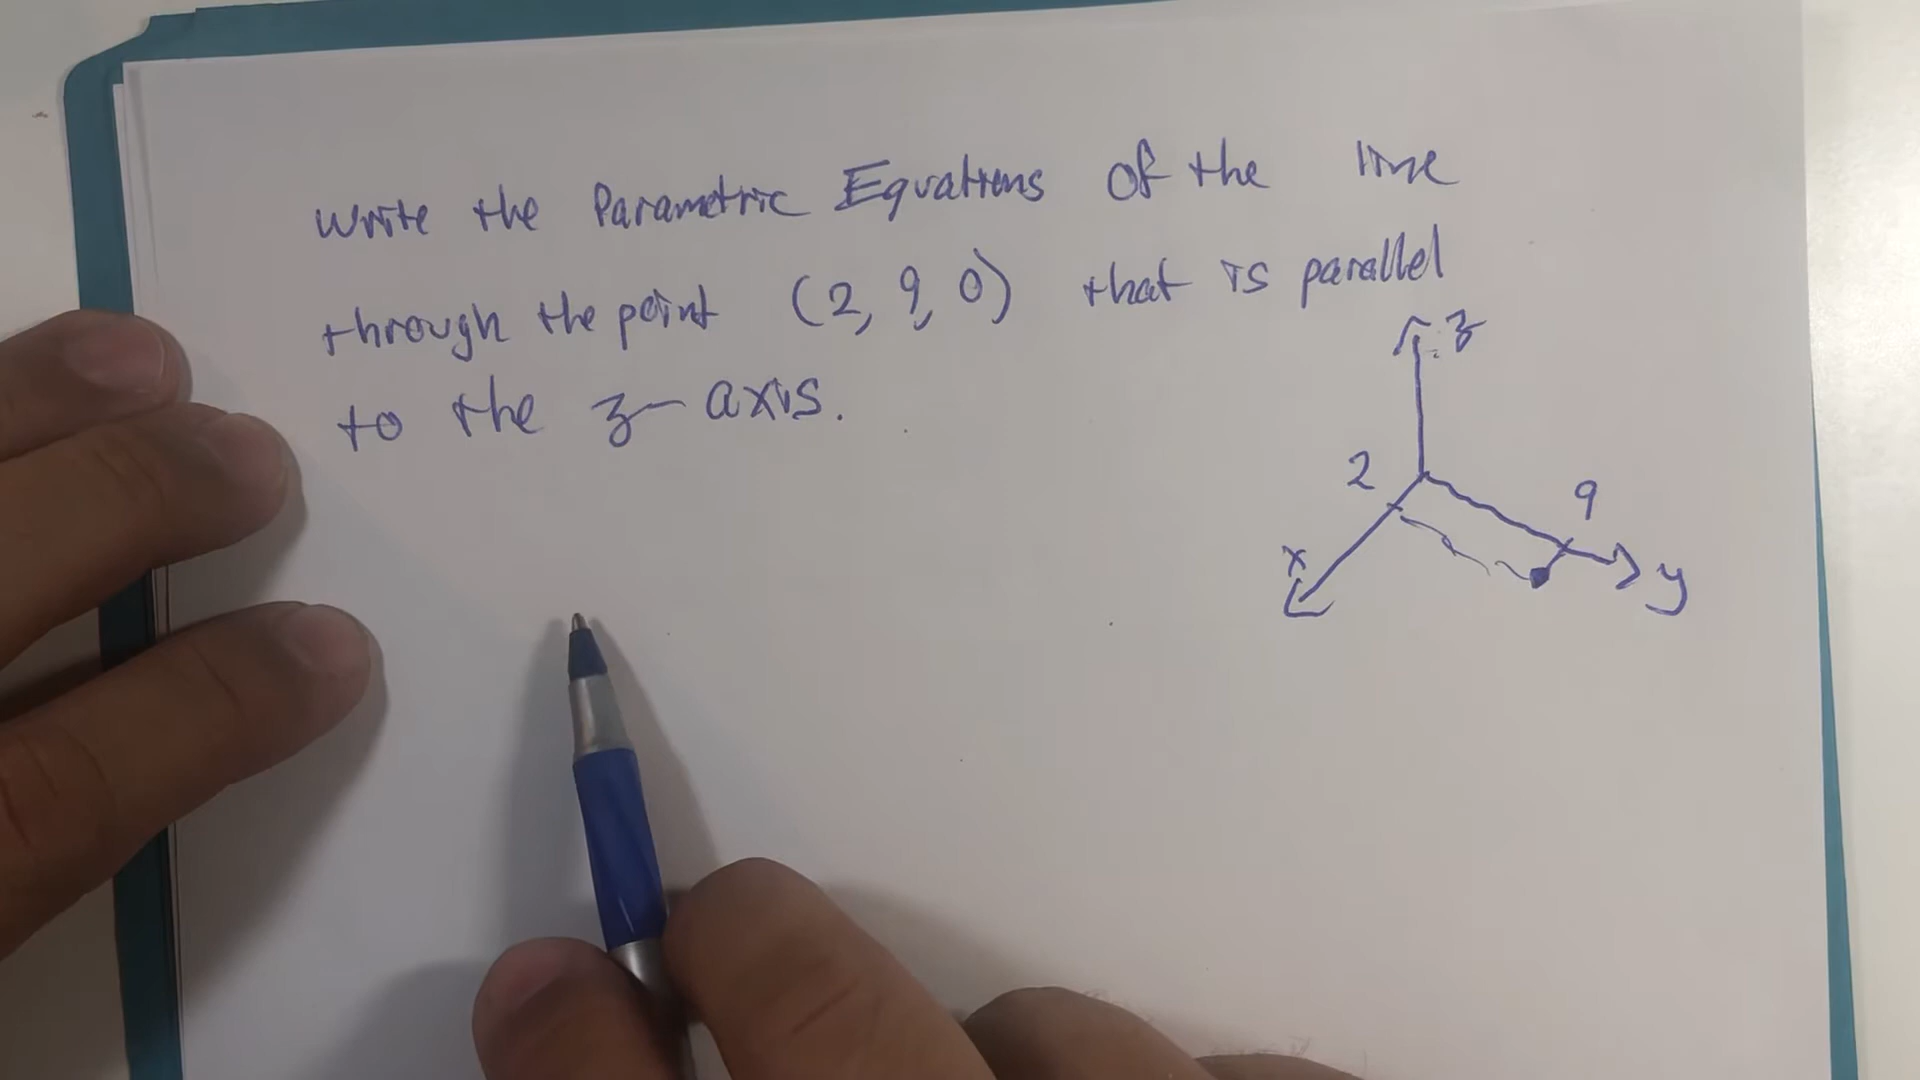 Write the Parametric Equations Of the line
through the point (2, 9, 0) that is parallel
to the z-axis.
z
2
9
x
y